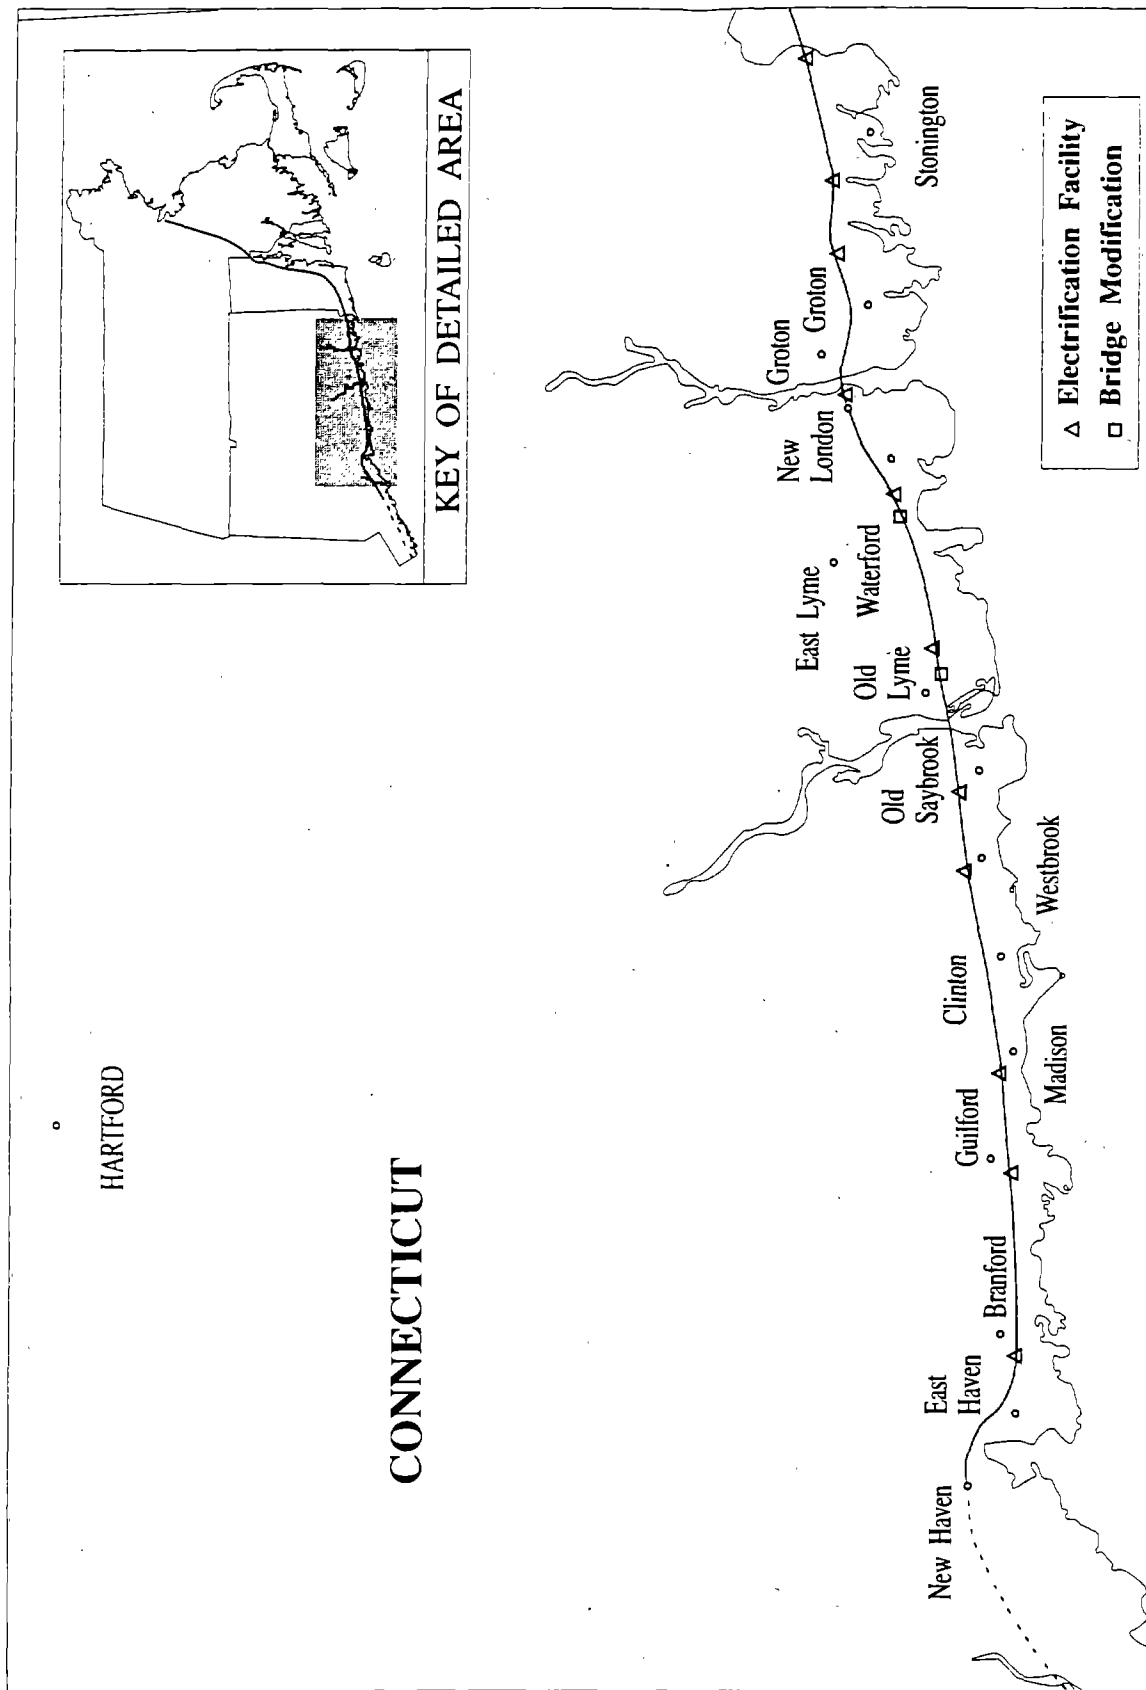 HARTFORD
CONNECTICUT
KEY OF DETAILED AREA
New Haven
East
Haven
Branford
Guilford
Madison
Clinton
Westbrook
Old
Saybrook
Old
Lyme
East Lyme
Waterford
New
London
Groton
Groton
Stonington
△ Electrification Facility
□ Bridge Modification